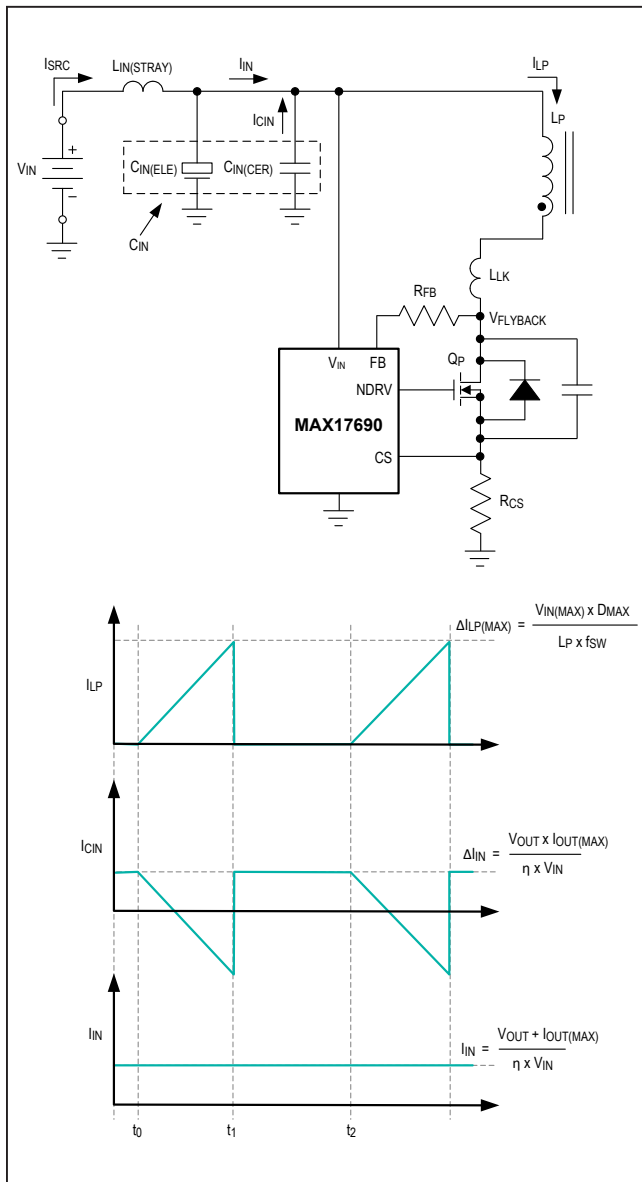 ISRC
LIN(STRAY)
IIN
ILP
ICIN
LP
VIN
+
−
CIN(ELE)
CIN(CER)
CIN
LLK
RFB
VFLYBACK
VIN
FB
QP
NDRV
MAX17690
CS
RCS
ILP
ΔILP(MAX) = VIN(MAX) x DMAX
LP x fSW
ICIN
ΔIIN = VOUT x IOUT(MAX)
η x VIN
IIN
IIN = VOUT + IOUT(MAX)
η x VIN
t0 t1 t2